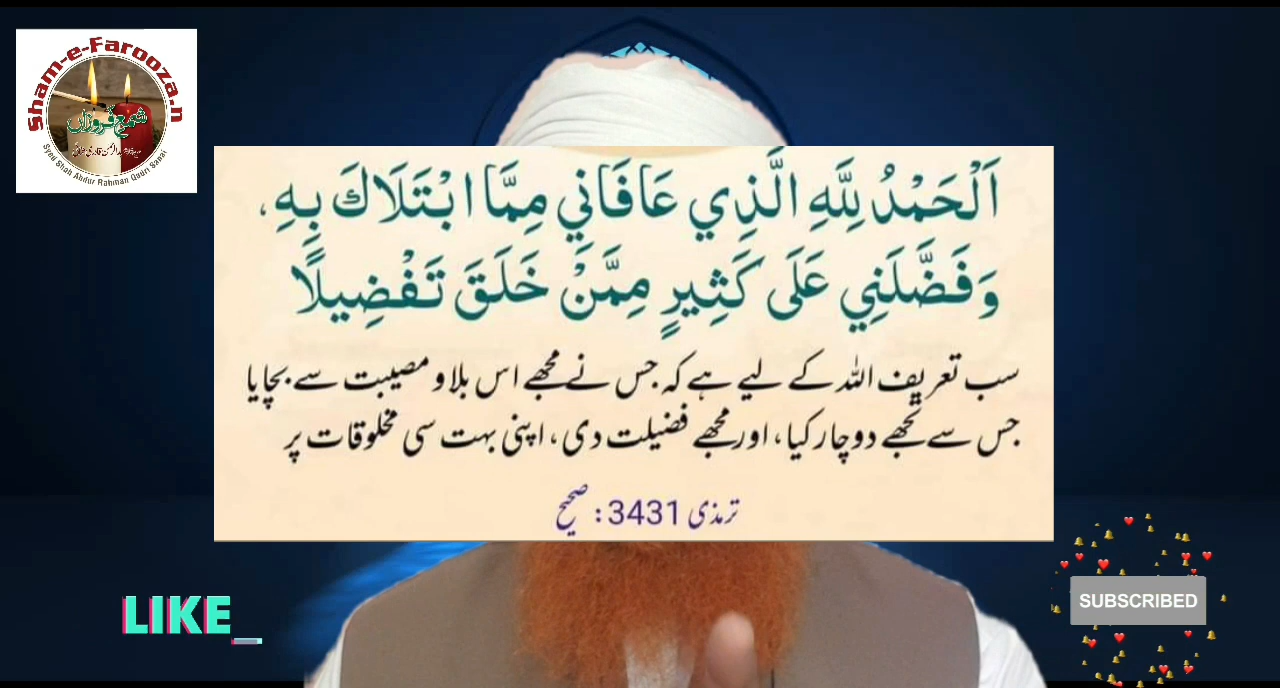 Sham-e-Farooza.n
شمع فروزاں
Syed Shah Abdur Rahman Qadri Sanai
اَلْحَمْدُ لِلّٰهِ الَّذِي عَافَانِي مِمَّا ابْتَلَاكَ بِهِ،
وَفَضَّلَنِي عَلَى كَثِيرٍ مِمَّنْ خَلَقَ تَفْضِيلًا
سب تعریف اللہ کے لیے ہے کہ جس نے مجھے اس بلا و مصیبت سے بچایا
جس سے تجھے دوچار کیا، اور مجھے فضیلت دی، اپنی بہت سی مخلوقات پر
ترمذی 3431: صحیح
LIKE_
SUBSCRIBED